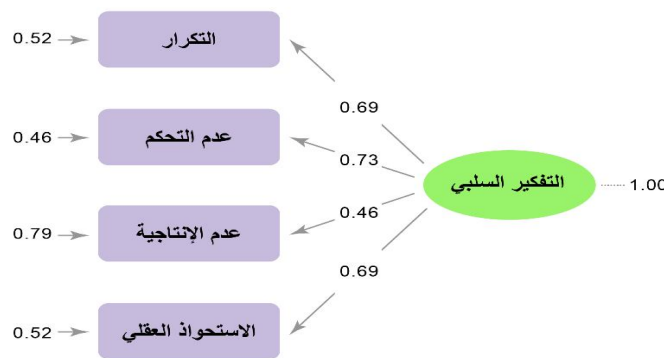 0.52
التكرار
0.69
0.46
عدم التحكم
0.73
التفكير السلبي
1.00
0.46
0.79
عدم الإنتاجية
0.69
0.52
الاستحواذ العقلي